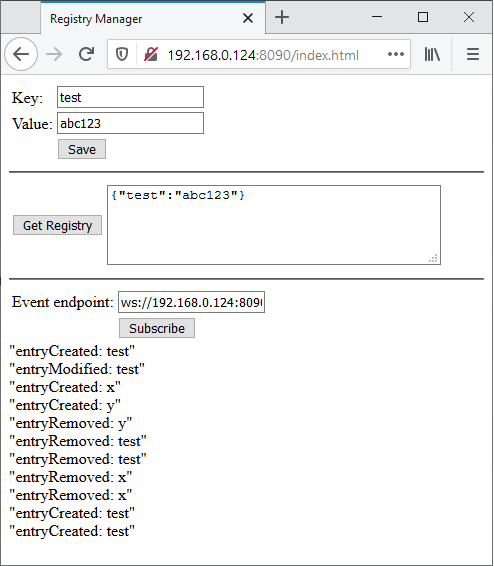 Registry Manager
192.168.0.124:8090/index.html
Key: test
Value: abc123
Save
Get Registry {"test":"abc123"}
Event endpoint: ws://192.168.0.124:8090
Subscribe
"entryCreated: test"
"entryModified: test"
"entryCreated: x"
"entryCreated: y"
"entryRemoved: y"
"entryRemoved: test"
"entryRemoved: test"
"entryRemoved: x"
"entryRemoved: x"
"entryCreated: test"
"entryCreated: test"